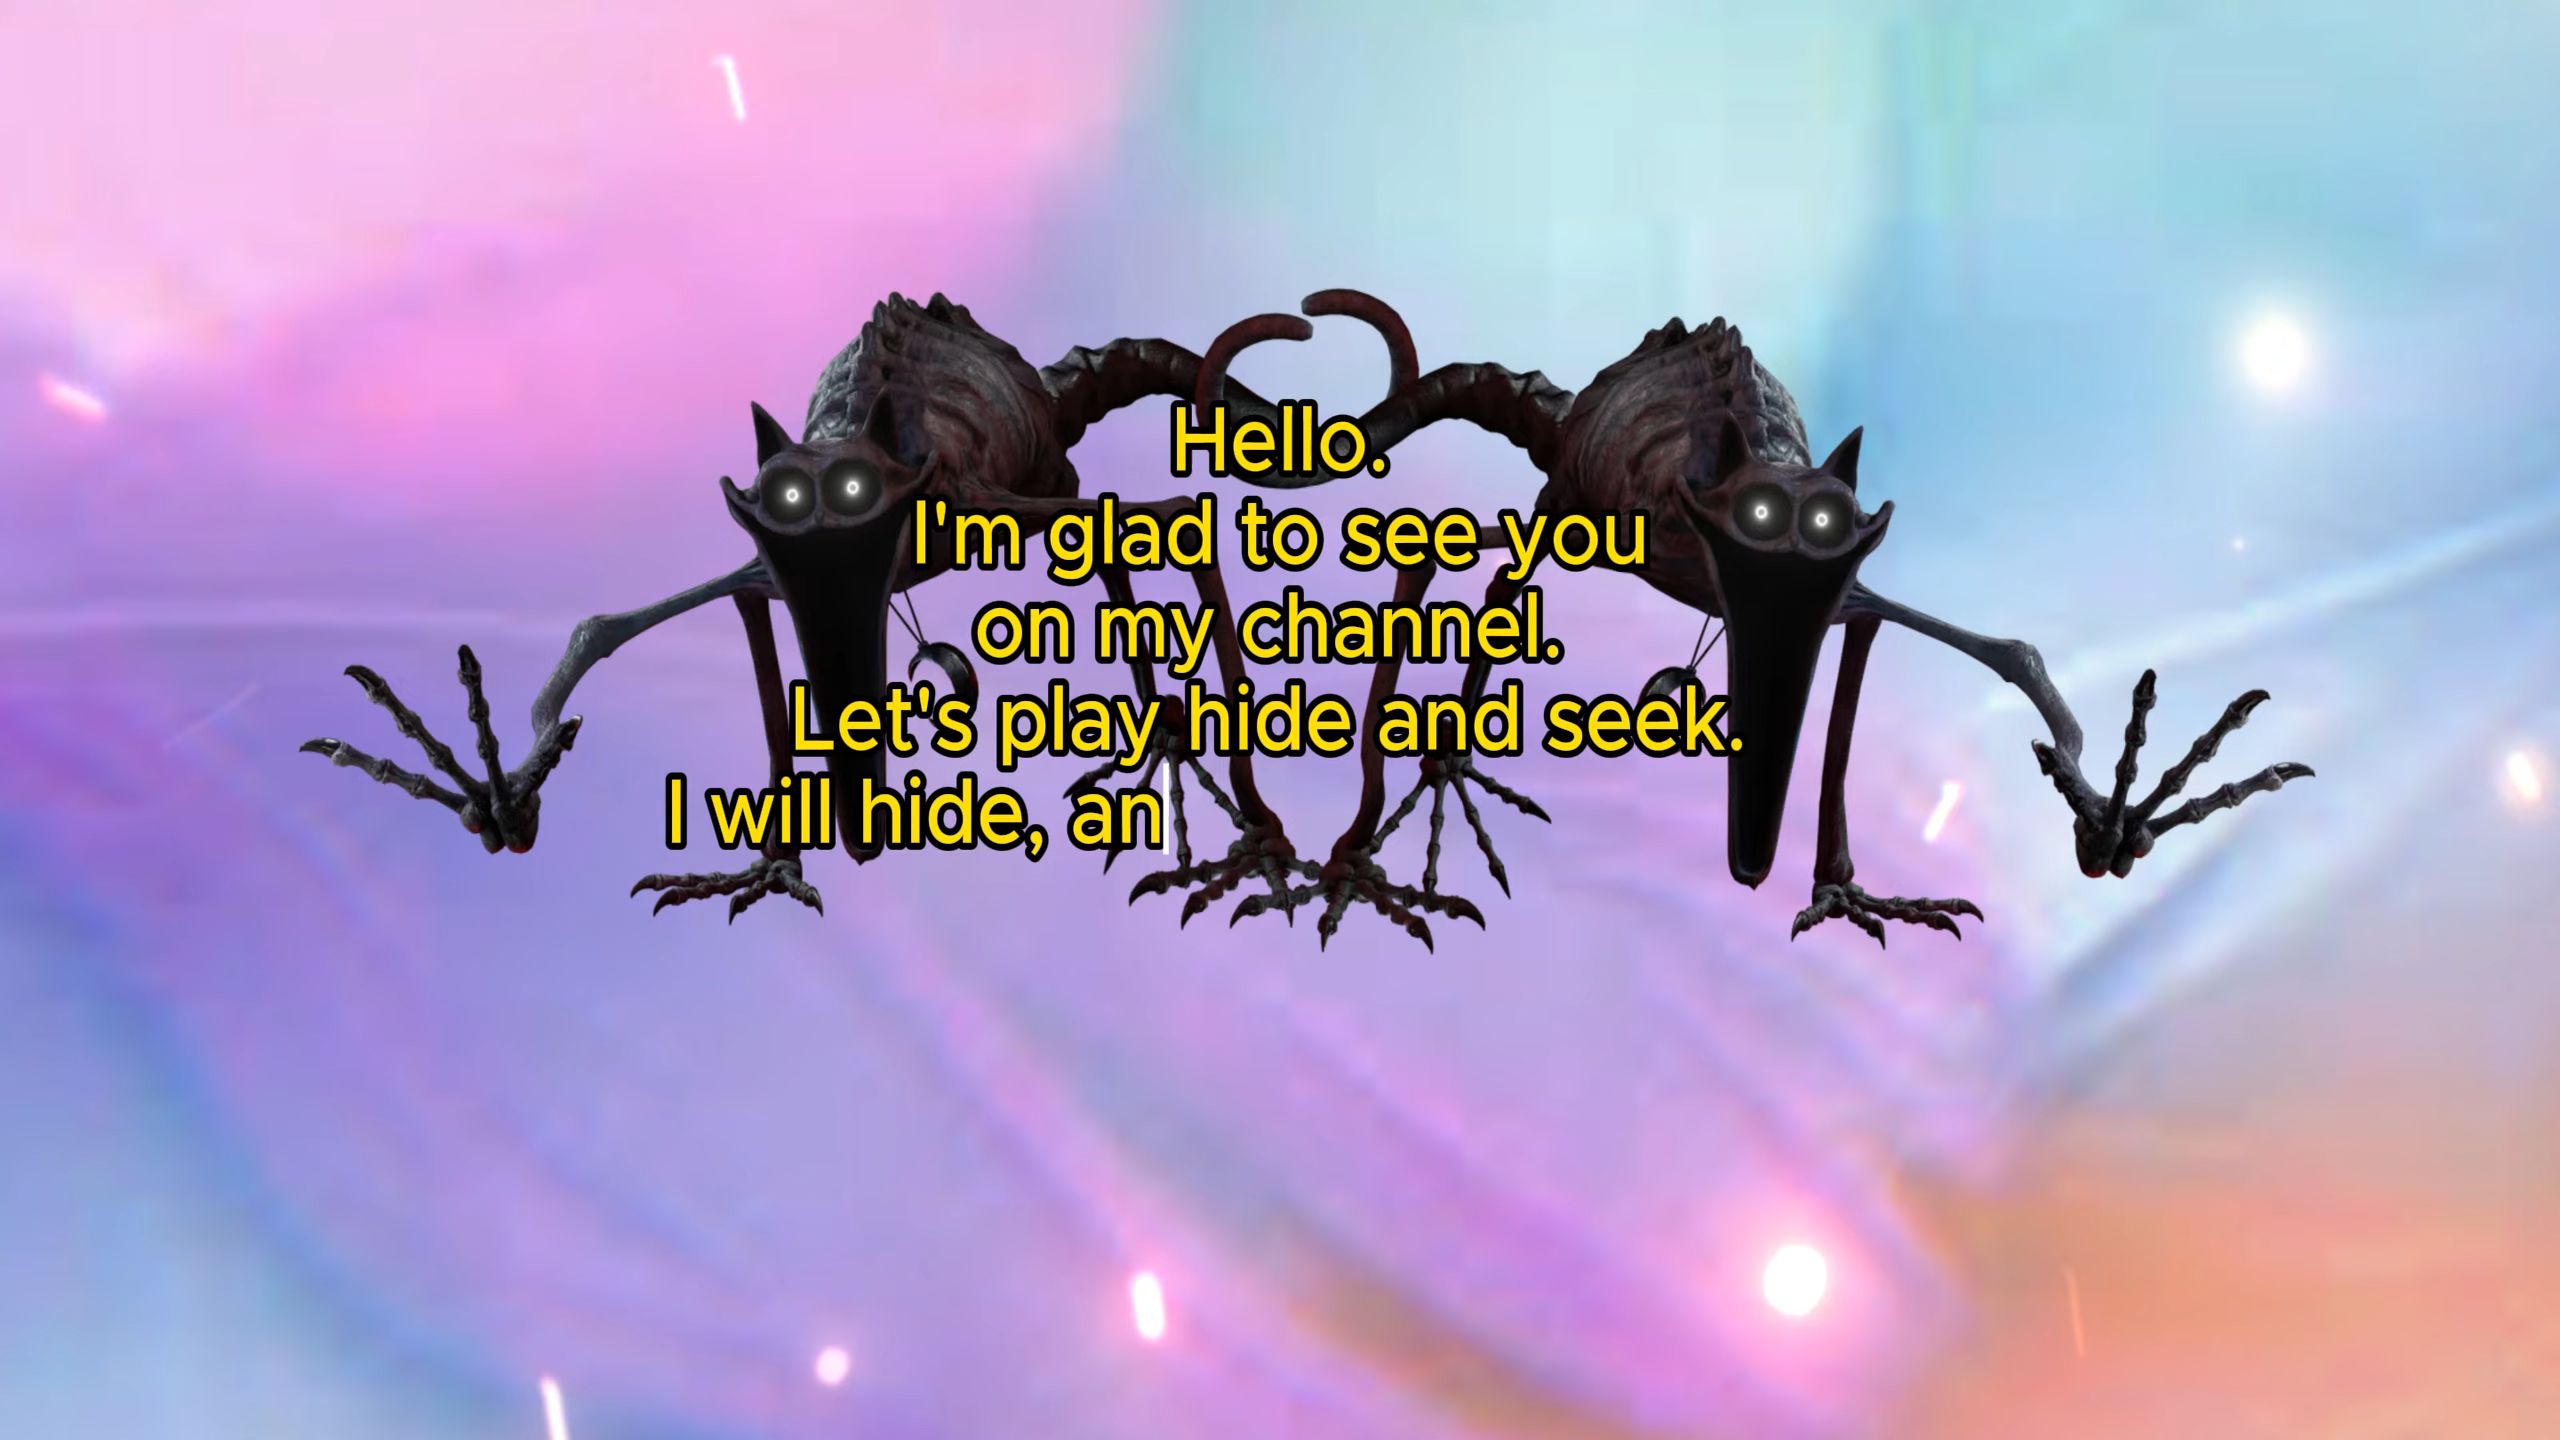 Hello.
I'm glad to see you
on my channel.
Let's play hide and seek.
I will hide, an